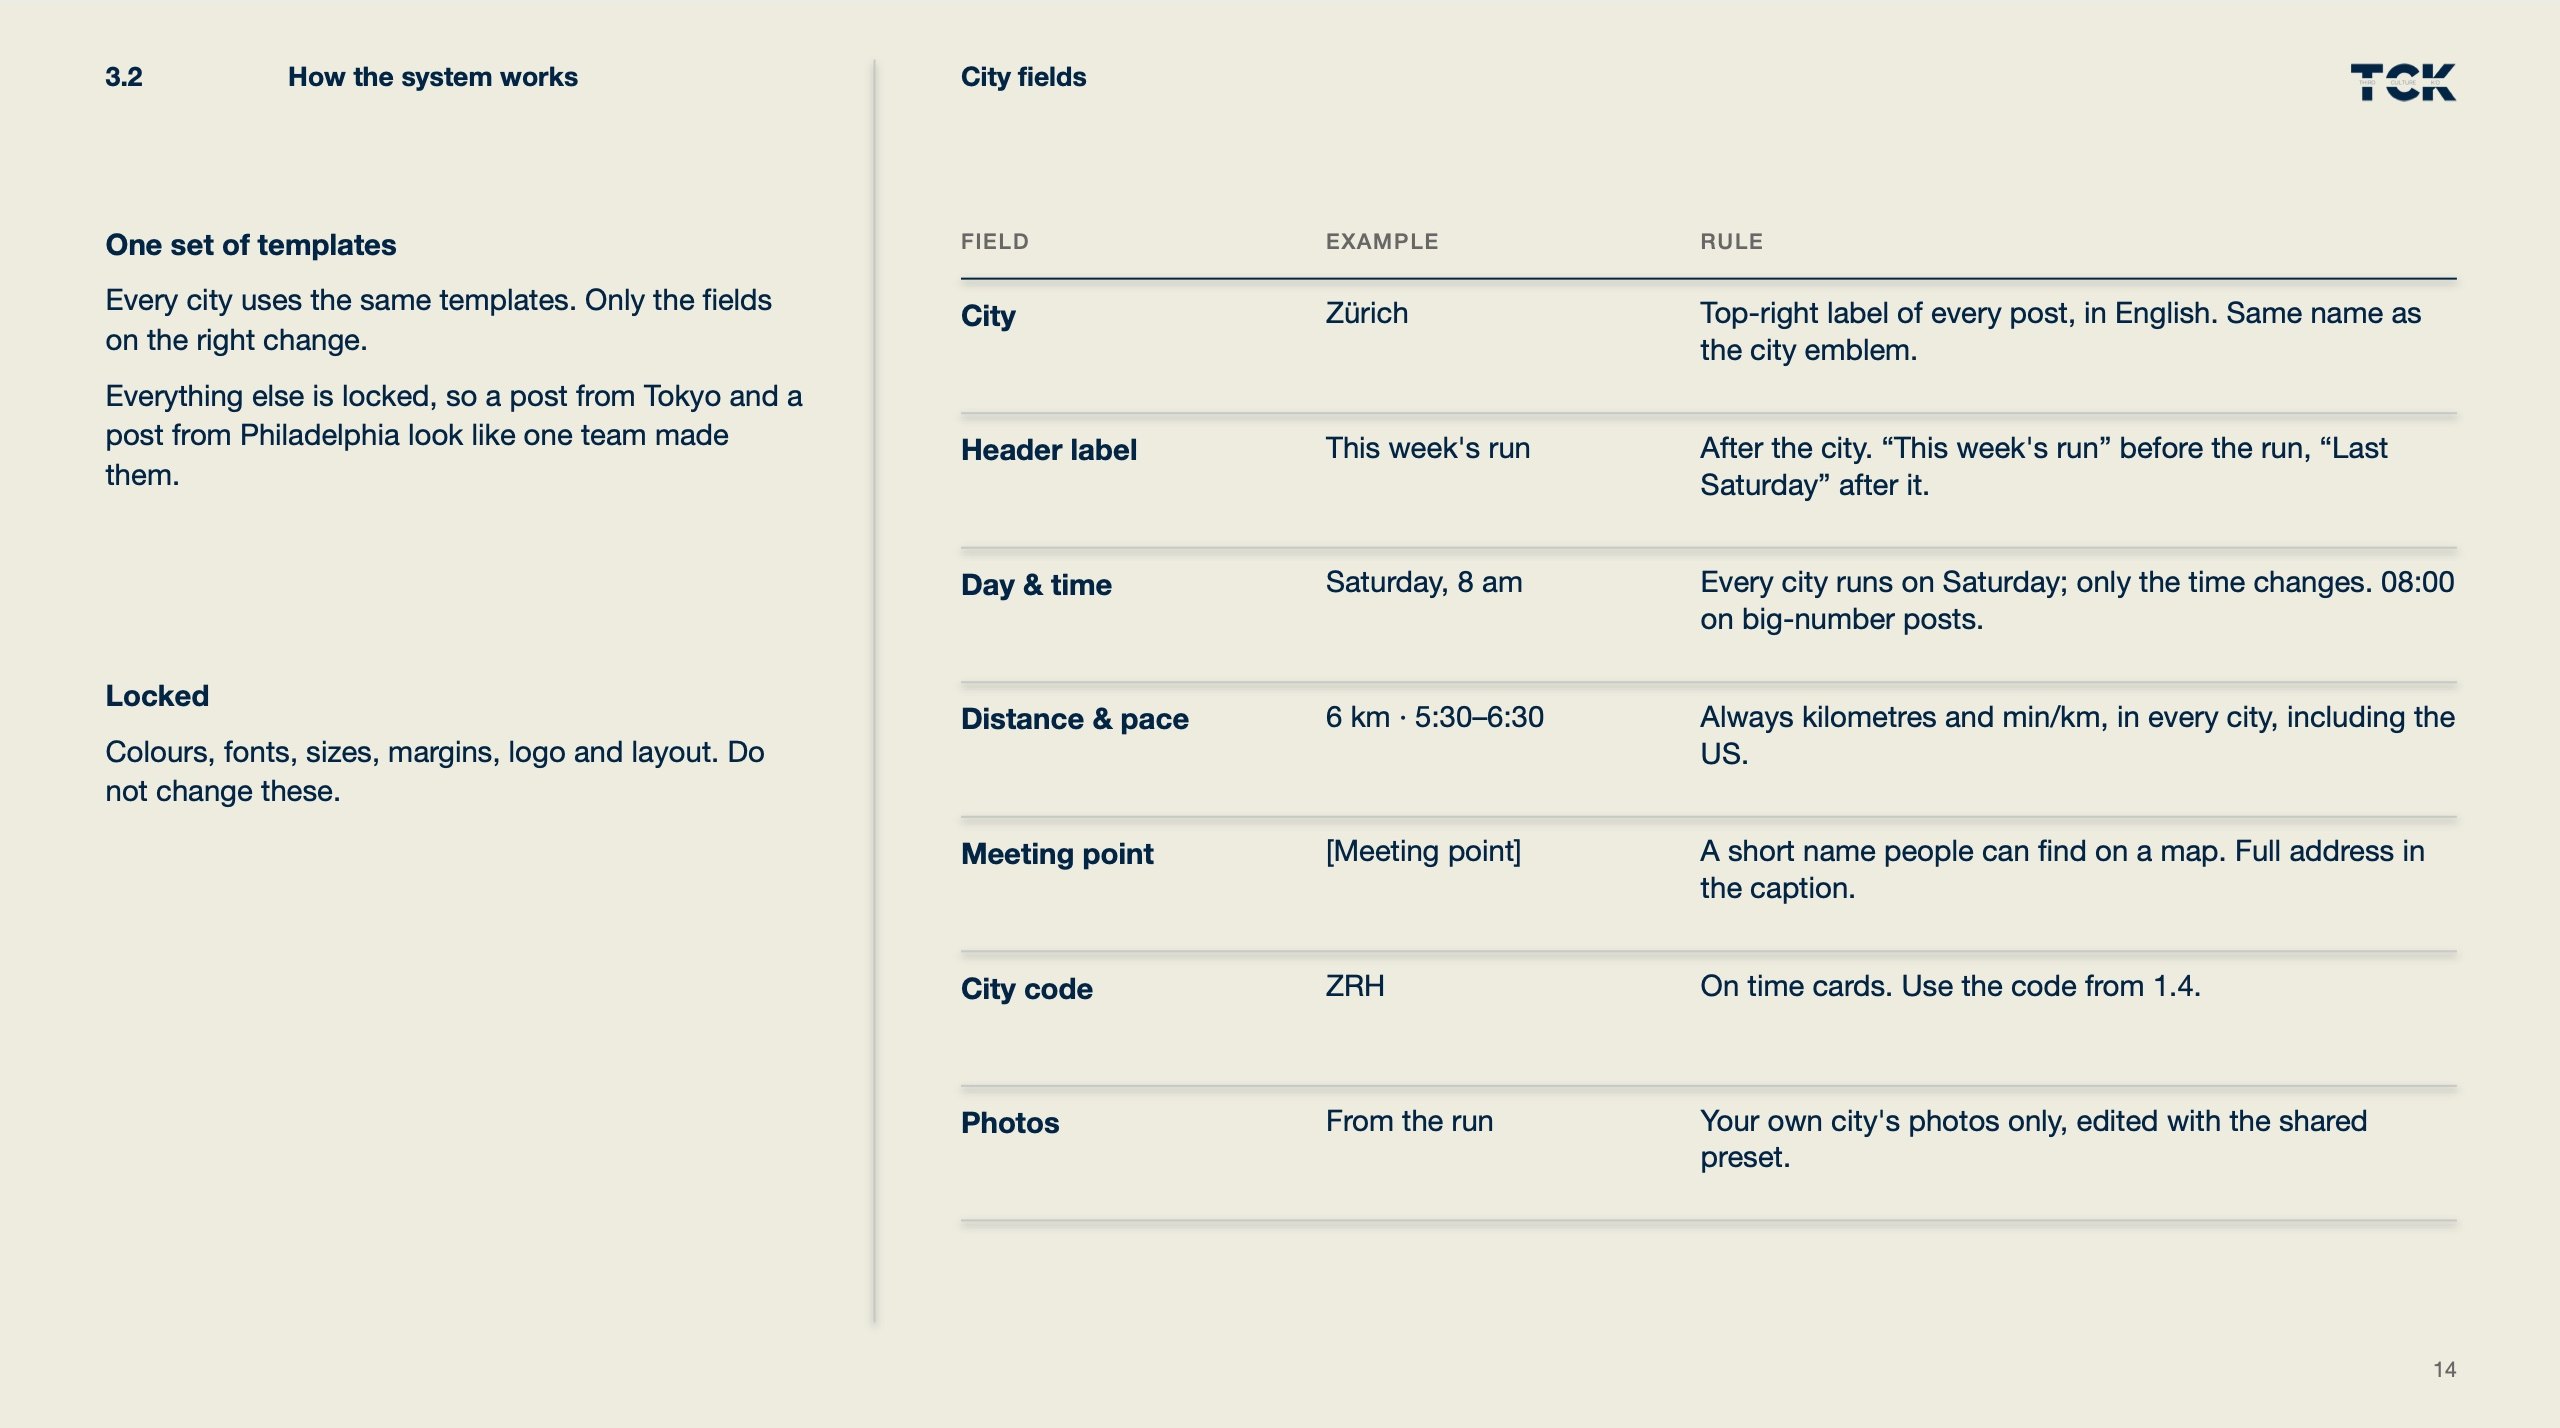 3.2 How the system works
City fields
TCK
One set of templates
Every city uses the same templates. Only the fields
on the right change.
Everything else is locked, so a post from Tokyo and a
post from Philadelphia look like one team made
them.
Locked
Colours, fonts, sizes, margins, logo and layout. Do
not change these.
FIELD EXAMPLE RULE
City Zürich Top-right label of every post, in English. Same name as
the city emblem.
Header label This week's run After the city. “This week's run” before the run, “Last
Saturday” after it.
Day & time Saturday, 8 am Every city runs on Saturday; only the time changes. 08:00
on big-number posts.
Distance & pace 6 km · 5:30–6:30 Always kilometres and min/km, in every city, including the
US.
Meeting point [Meeting point] A short name people can find on a map. Full address in
the caption.
City code ZRH On time cards. Use the code from 1.4.
Photos From the run Your own city's photos only, edited with the shared
preset.
14